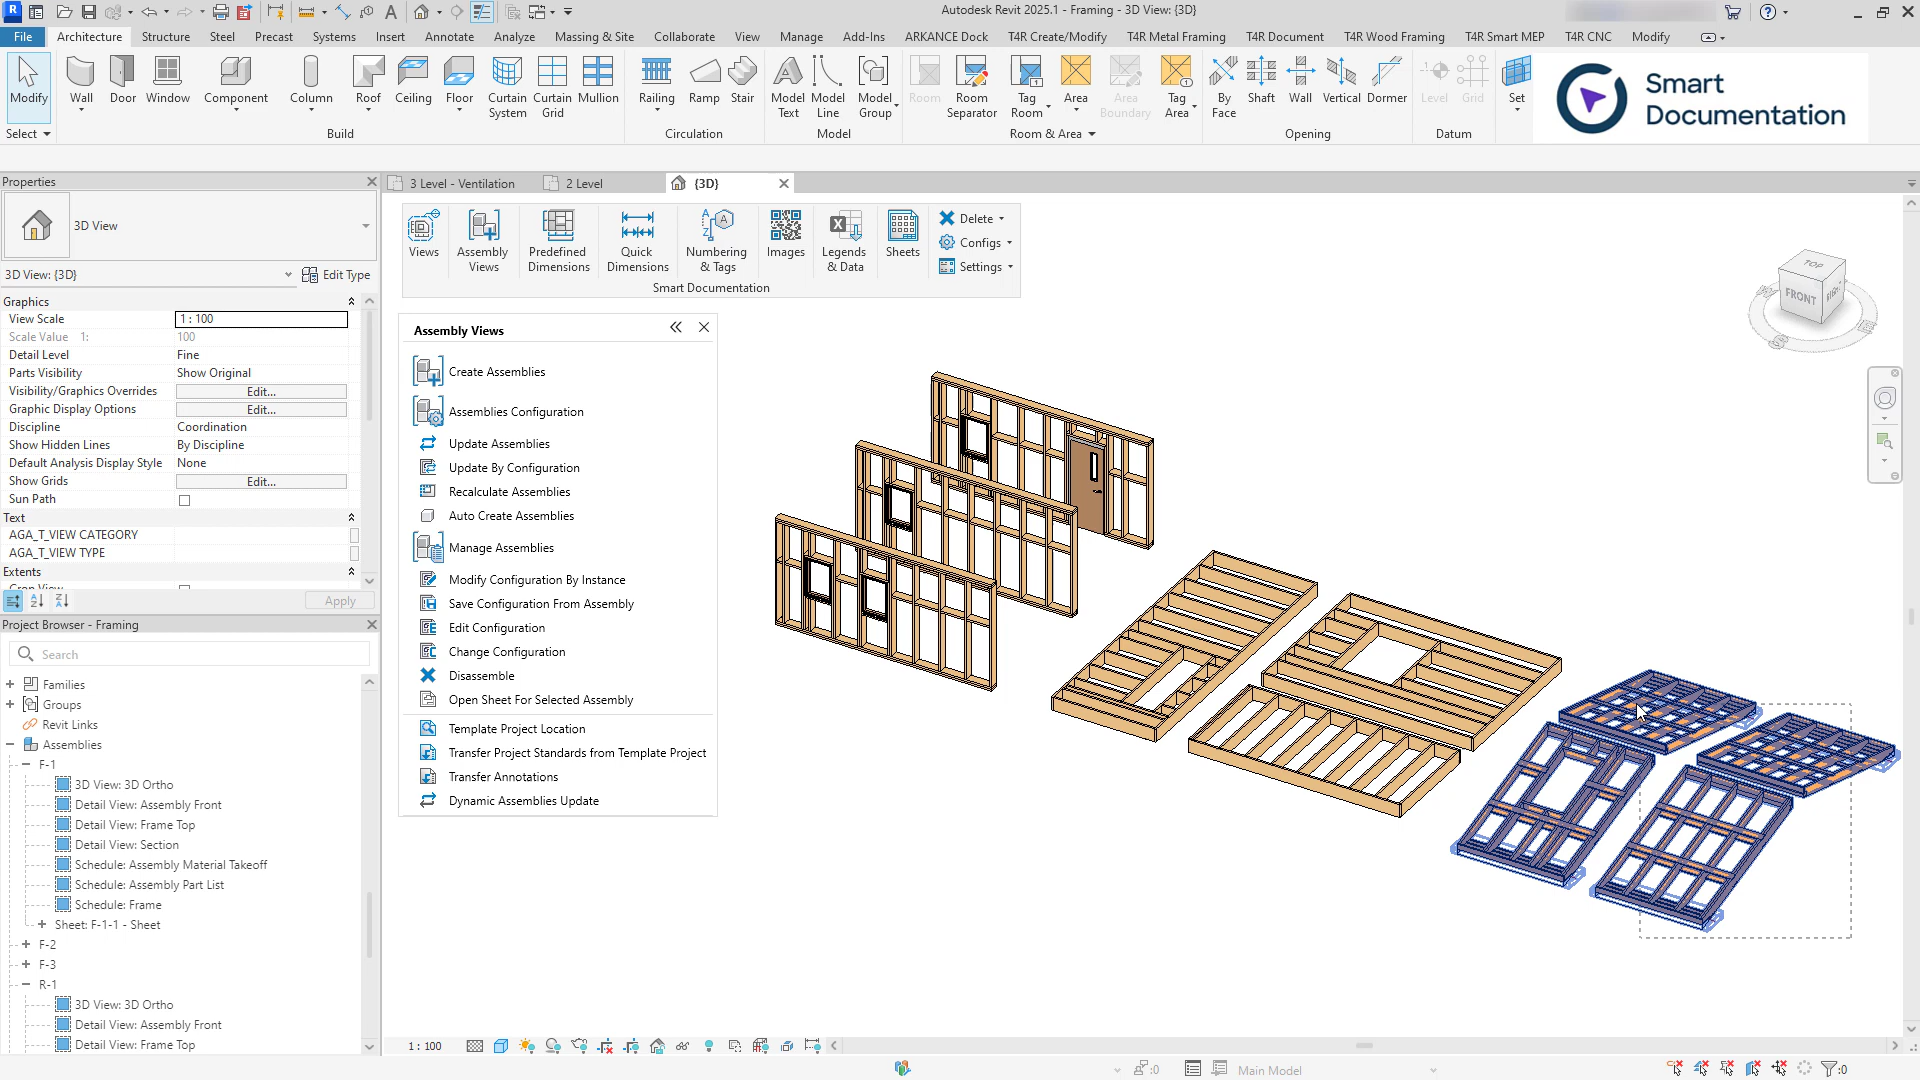 Autodesk Revit 2025.1 - Framing - 3D View: {3D}
R
File
Architecture
Structure
Steel
Precast
Systems
Insert
Annotate
Analyze
Massing & Site
Collaborate
View
Manage
Add-Ins
ARKANCE Dock
T4R Create/Modify
T4R Metal Framing
T4R Document
T4R Wood Framing
T4R Smart MEP
T4R CNC
Modify
Modify
Wall
Door
Window
Component
Column
Roof
Ceiling
Floor
Curtain System
Curtain Grid
Mullion
Railing
Ramp
Stair
Model Text
Model Line
Model Group
Room
Room Separator
Tag Room
Area
Area Boundary
Tag Area
By Face
Shaft
Wall
Vertical
Dormer
Level
Grid
Set
Select
Build
Circulation
Model
Room & Area
Opening
Datum
Smart
Documentation
Properties
3D View
3D View: {3D}
Edit Type
Graphics
View Scale 1 : 100
Scale Value 1: 100
Detail Level Fine
Parts Visibility Show Original
Visibility/Graphics Overrides Edit...
Graphic Display Options Edit...
Discipline Coordination
Show Hidden Lines By Discipline
Default Analysis Display Style None
Show Grids Edit...
Sun Path
Text
AGA_T_VIEW CATEGORY
AGA_T_VIEW TYPE
Extents
Crop View
Apply
Project Browser - Framing
Search
Families
Groups
Revit Links
Assemblies
F-1
3D View: 3D Ortho
Detail View: Assembly Front
Detail View: Frame Top
Detail View: Section
Schedule: Assembly Material Takeoff
Schedule: Assembly Part List
Schedule: Frame
Sheet: F-1-1 - Sheet
F-2
F-3
R-1
3D View: 3D Ortho
Detail View: Assembly Front
Detail View: Frame Top
3 Level - Ventilation
2 Level
{3D}
Views
Assembly Views
Predefined Dimensions
Quick Dimensions
Numbering & Tags
Images
Legends & Data
Sheets
Delete
Configs
Settings
Smart Documentation
Assembly Views
Create Assemblies
Assemblies Configuration
Update Assemblies
Update By Configuration
Recalculate Assemblies
Auto Create Assemblies
Manage Assemblies
Modify Configuration By Instance
Save Configuration From Assembly
Edit Configuration
Change Configuration
Disassemble
Open Sheet For Selected Assembly
Template Project Location
Transfer Project Standards from Template Project
Transfer Annotations
Dynamic Assemblies Update
TOP
FRONT
RIGHT
W
S
E
1 : 100
:0
Main Model
:0